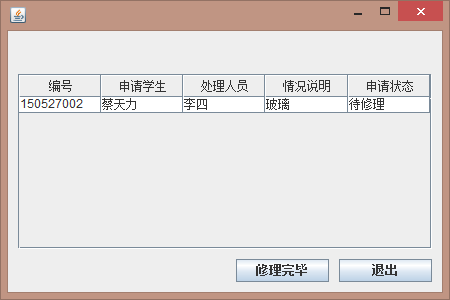 编号 申请学生 处理人员 情况说明 申请状态
150527002 蔡天力 李四 玻璃 待修理
修理完毕 退出